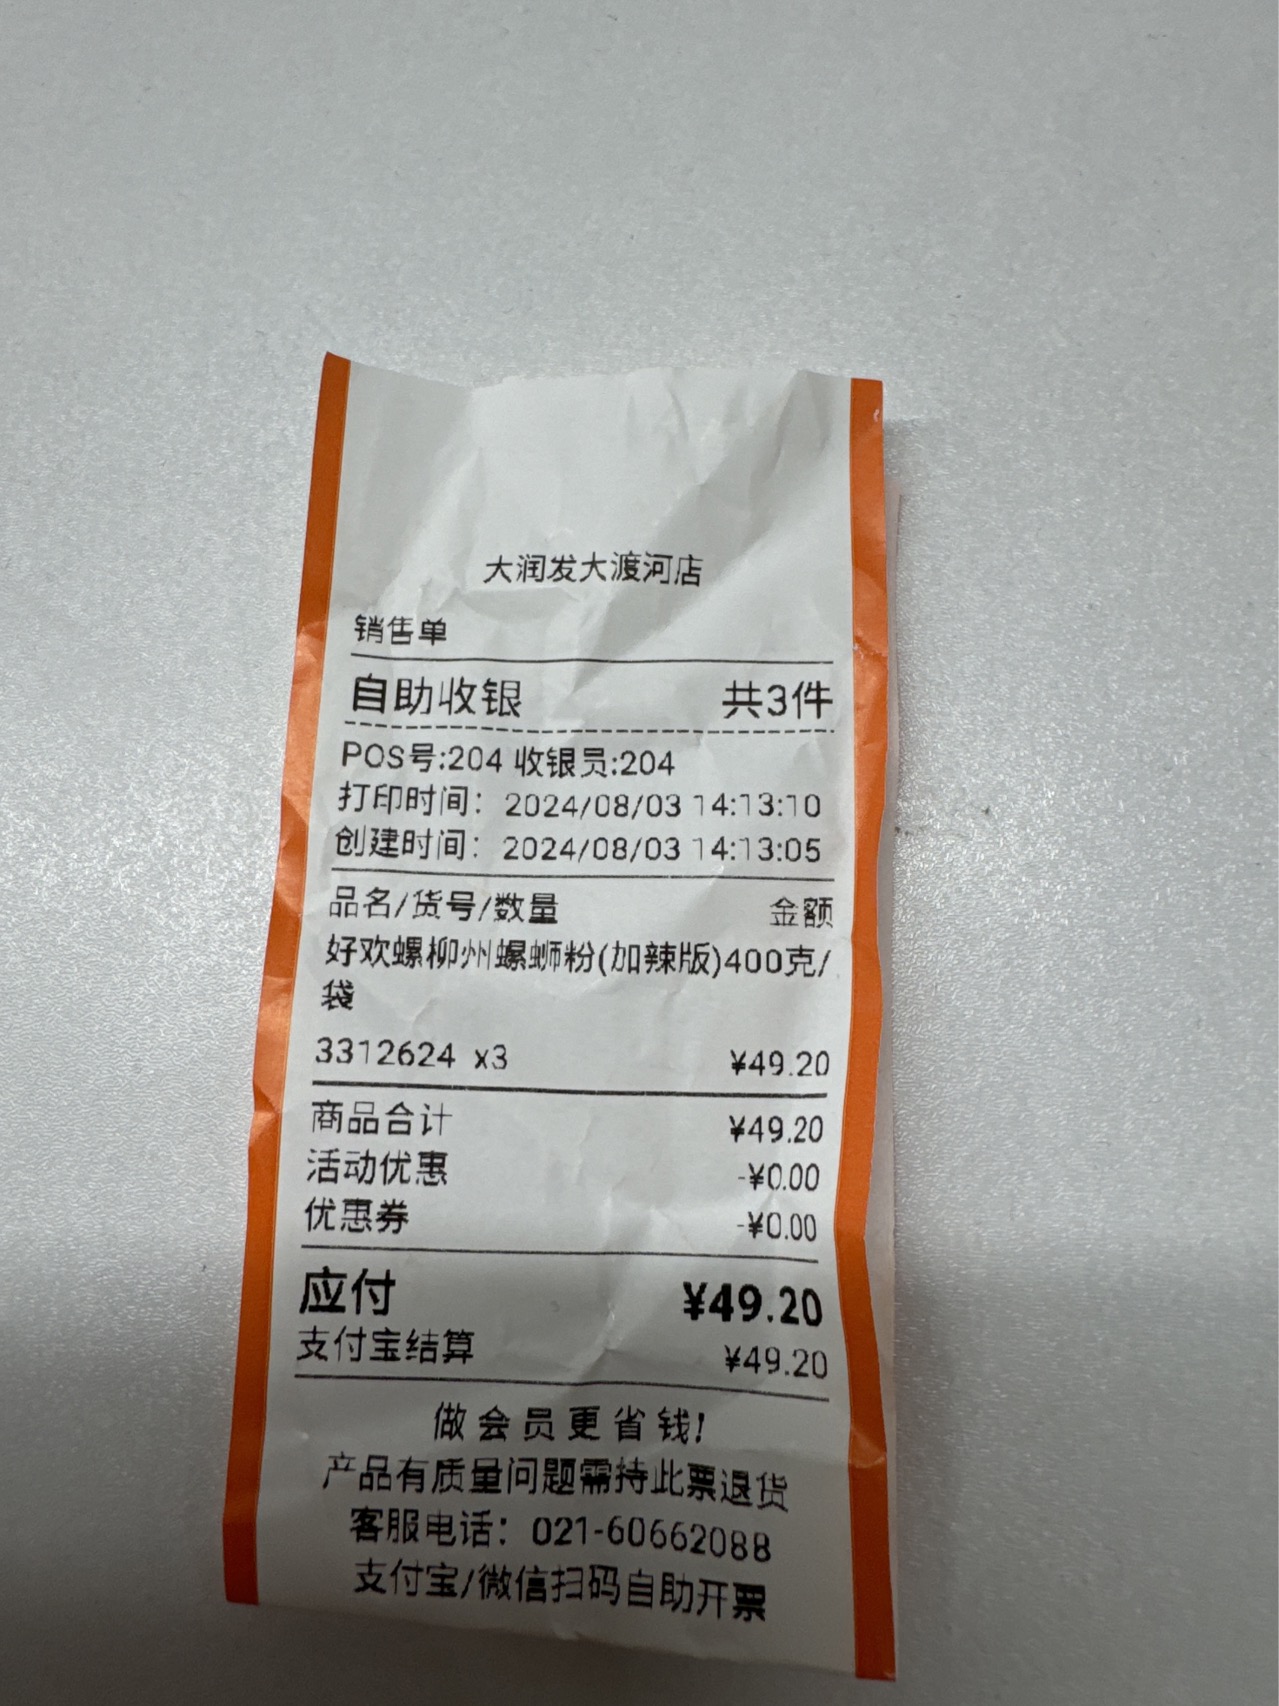 大润发大渡河店
销售单
自助收银 共3件
POS号:204 收银员:204
打印时间：2024/08/03 14:13:10
创建时间：2024/08/03 14:13:05
品名/货号/数量 金额
好欢螺柳州螺蛳粉(加辣版)400克/
袋
3312624 x3 ¥49.20
商品合计 ¥49.20
活动优惠 -¥0.00
优惠券 -¥0.00
应付 ¥49.20
支付宝结算 ¥49.20
做会员更省钱!
产品有质量问题需持此票退货
客服电话：021-60662088
支付宝/微信扫码自助开票